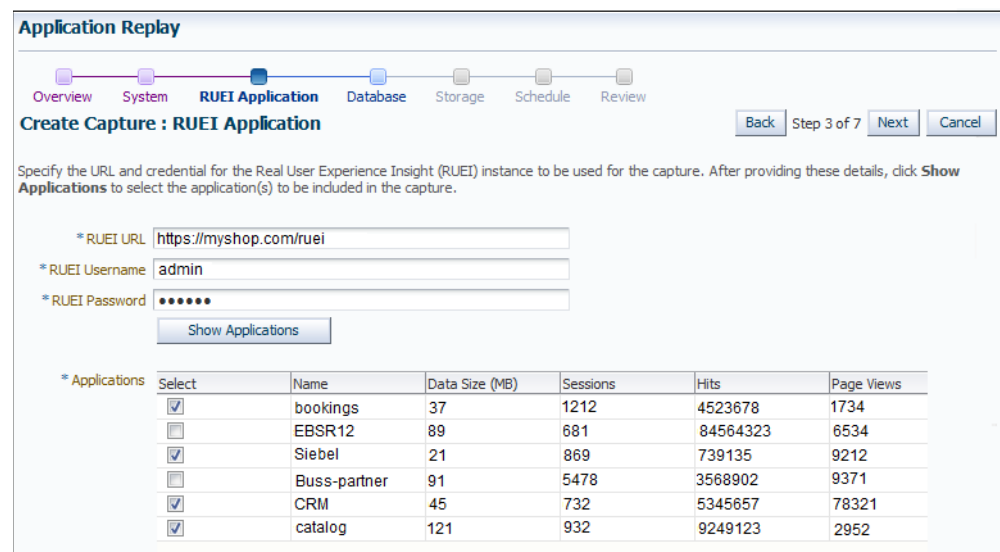 Application Replay
Overview System RUEI Application Database Storage Schedule Review
Create Capture : RUEI Application Back Step 3 of 7 Next Cancel
Specify the URL and credential for the Real User Experience Insight (RUEI) instance to be used for the capture. After providing these details, click Show
Applications to select the application(s) to be included in the capture.
* RUEI URL https://myshop.com/ruei
* RUEI Username admin
* RUEI Password ••••••
Show Applications
* Applications Select Name Data Size (MB) Sessions Hits Page Views
bookings 37 1212 4523678 1734
EBSR12 89 681 84564323 6534
Siebel 21 869 739135 9212
Buss-partner 91 5478 3568902 9371
CRM 45 732 5345657 78321
catalog 121 932 9249123 2952